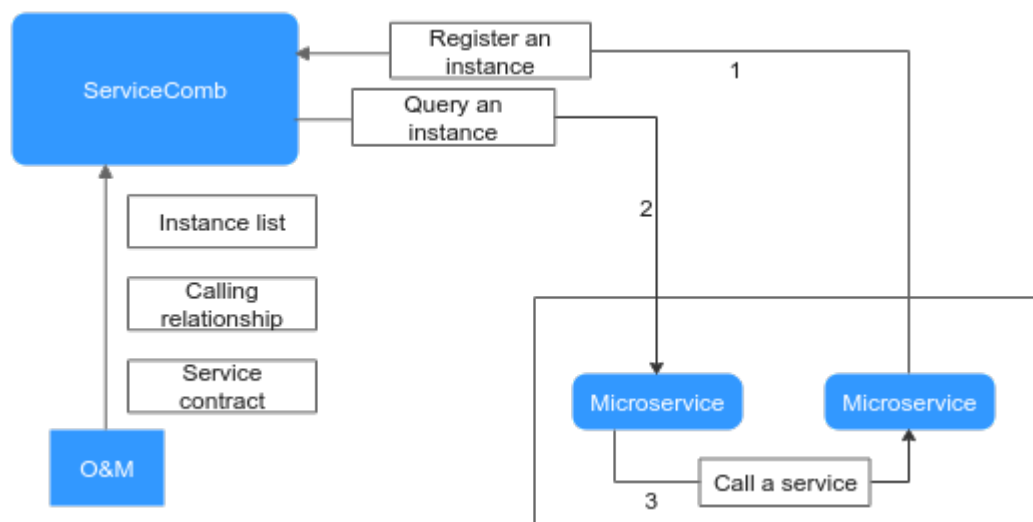 Register an
instance
1
ServiceComb
Query an
instance
2
Instance list
Calling
relationship
Service
contract
Microservice
Microservice
O&M
Call a service
3